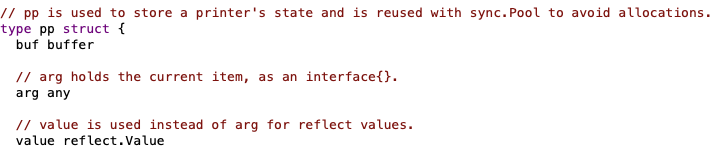 // pp is used to store a printer's state and is reused with sync.Pool to avoid allocations.
type pp struct {
  buf buffer

  // arg holds the current item, as an interface{}.
  arg any

  // value is used instead of arg for reflect values.
  value reflect.Value